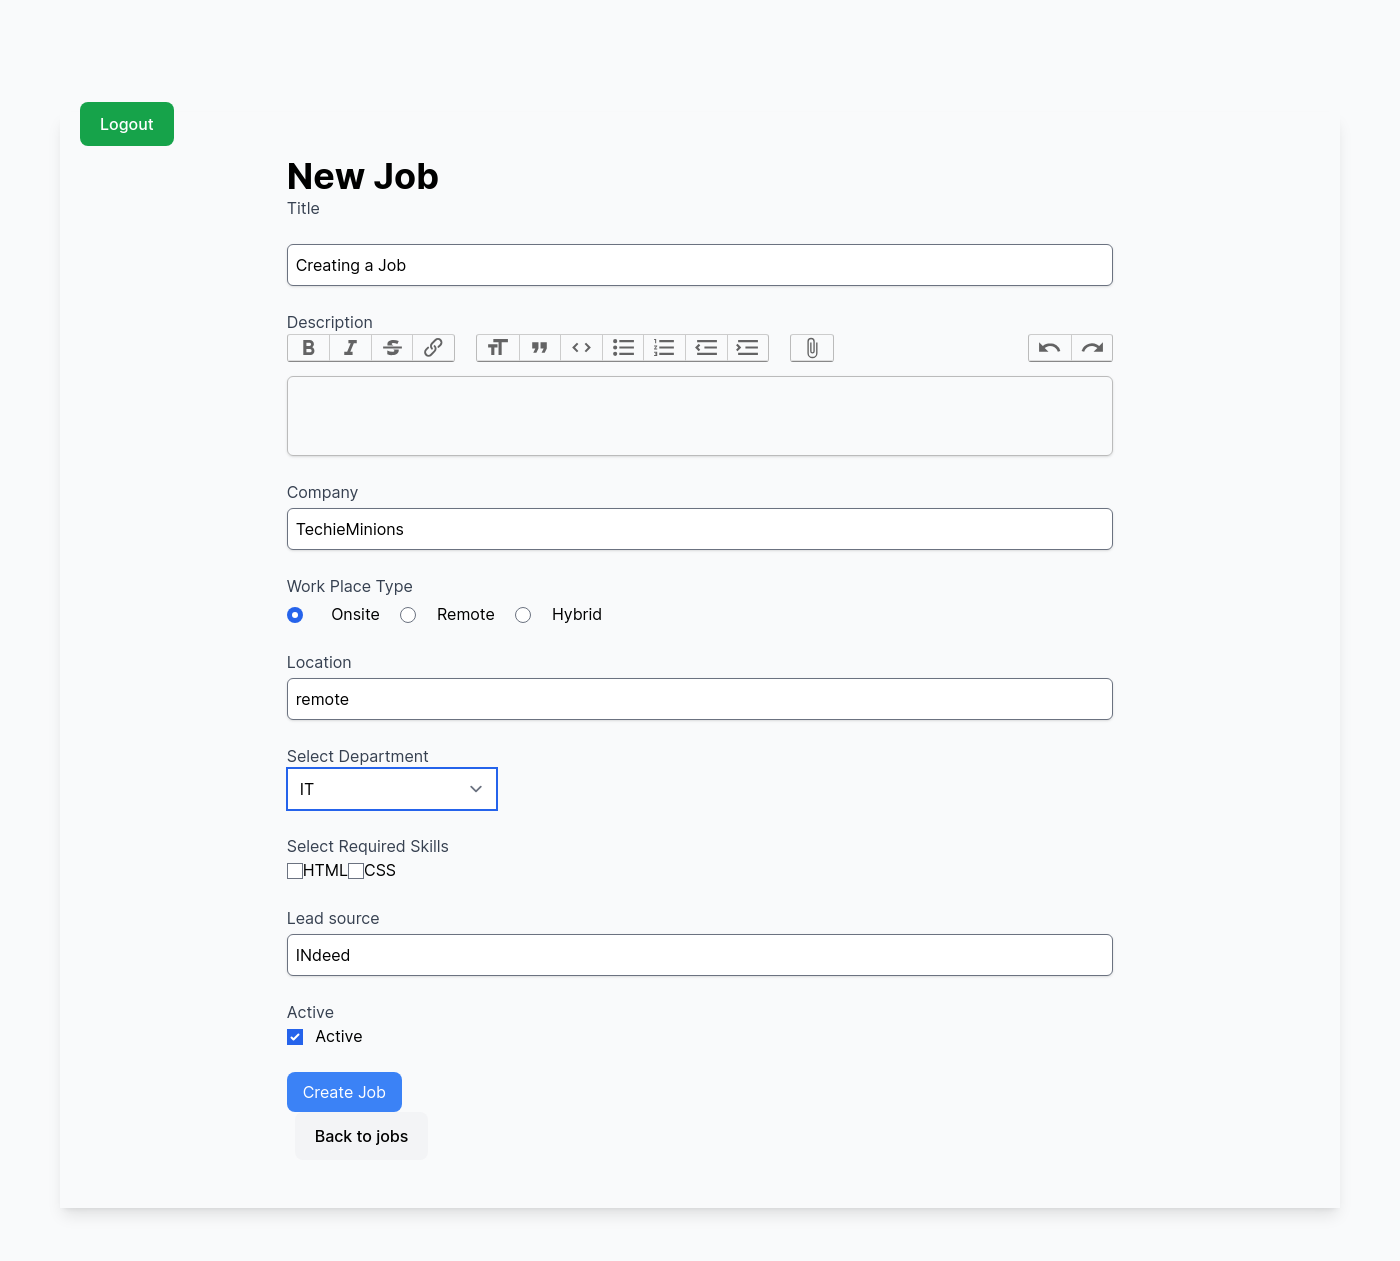 Logout
New Job
Title
Creating a Job
Description
Company
TechieMinions
Work Place Type
Onsite Remote Hybrid
Location
remote
Select Department
IT
Select Required Skills
HTML CSS
Lead source
INdeed
Active
Active
Create Job
Back to jobs